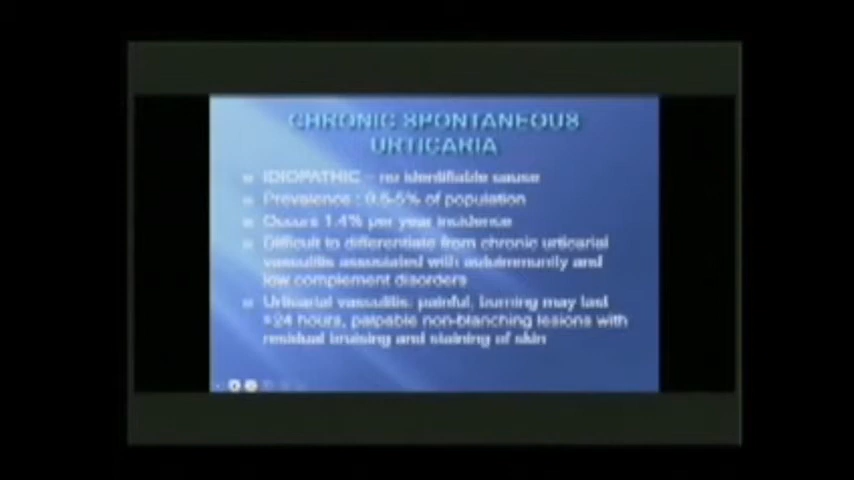 CHRONIC SPONTANEOUS
URTICARIA
IDIOPATHIC – no identifiable cause
Prevalence : 0.5-5% of population
Occurs 1.4% per year incidence
Difficult to differentiate from chronic urticarial
vasculitis associated with autoimmunity and
low complement disorders
Urticarial vasculitis: painful, burning may last
24 hours, palpable non-blanching lesions with
residual bruising and staining of skin